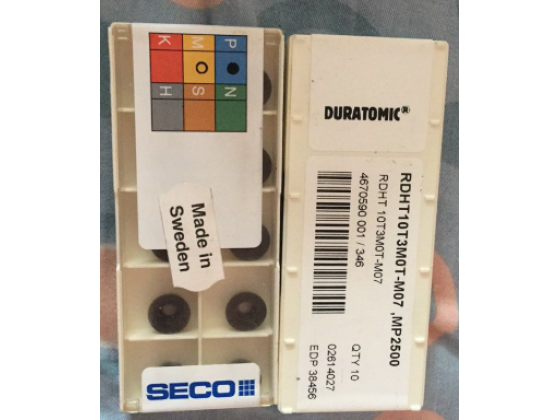 P M K
N S H
Made in
Sweden
SECO
DURATOMIC®
RDHT10T3M0T-M07 ,MP2500
RDHT 10T3M0T-M07
4670590 001 / 346
QTY 10
02614027
EDP 38456